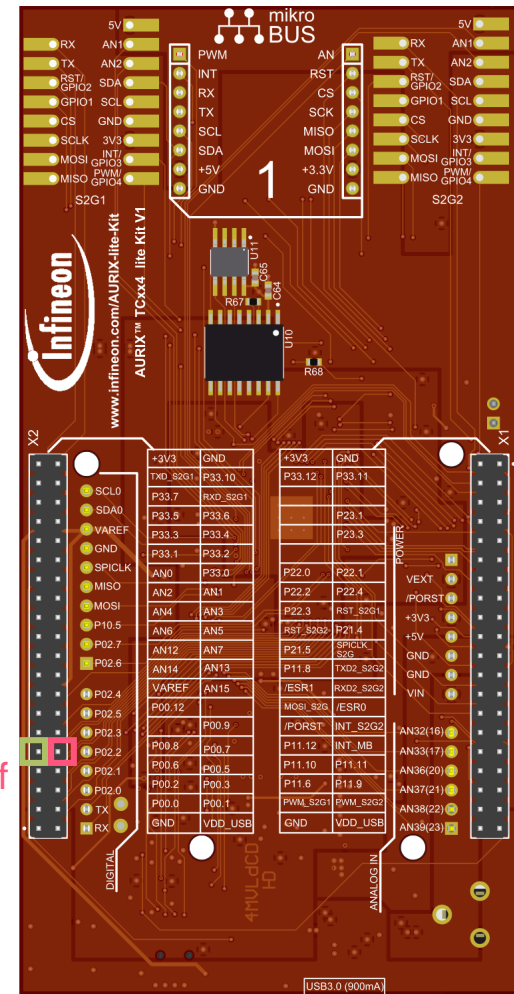 mikro
BUS
5V
RX AN1
TX AN2
RST/
GPIO2 SDA
GPIO1 SCL
CS GND
SCLK 3V3
MOSI INT/
GPIO3
MISO PWM/
GPIO4
S2G1
PWM AN
INT RST
RX CS
TX SCK
SCL MISO
SDA MOSI
+5V +3.3V
GND GND
1
5V
RX AN1
TX AN2
RST/
GPIO2 SDA
GPIO1 SCL
CS GND
SCLK 3V3
MOSI INT/
GPIO3
MISO PWM/
GPIO4
S2G2
Infineon
www.infineon.com/AURIX-lite-Kit
AURIX™ TCxx4 lite Kit V1
U11
C65
C64
R67
U10
R68
X2
X1
SCL0
SDA0
VAREF
GND
SPICLK
MISO
MOSI
P10.5
P02.7
P02.6
P02.4
P02.5
P02.3
P02.2
P02.1
P02.0
TX
RX
DIGITAL
f
+3V3 GND
TXD_S2G1 P33.10
P33.7 RXD_S2G1
P33.5 P33.6
P33.3 P33.4
P33.1 P33.2
AN0 P33.0
AN2 AN1
AN4 AN3
AN6 AN5
AN12 AN7
AN14 AN13
VAREF AN15
P00.12
P00.9
P00.8 P00.7
P00.6 P00.5
P00.2 P00.3
P00.0 P00.1
GND VDD_USB
+3V3 GND
P33.12 P33.11
P23.1
P23.3
P22.0 P22.1
P22.2 P22.4
P22.3 RST_S2G1
RST_S2G2 P21.4
P21.5 SPICLK
S2G
P11.8 TXD2_S2G2
/ESR1 RXD2_S2G2
MOSI_S2G /ESR0
/PORST INT_S2G2
P11.12 INT_MB
P11.10 P11.11
P11.6 P11.9
PWM_S2G1 PWM_S2G2
GND VDD_USB
POWER
VEXT
/PORST
+3V3
+5V
GND
GND
VIN
AN32(16)
AN33(17)
AN36(20)
AN37(21)
AN38(22)
AN39(23)
ANALOG IN
4MVLdCD
HD
USB3.0 (900mA)